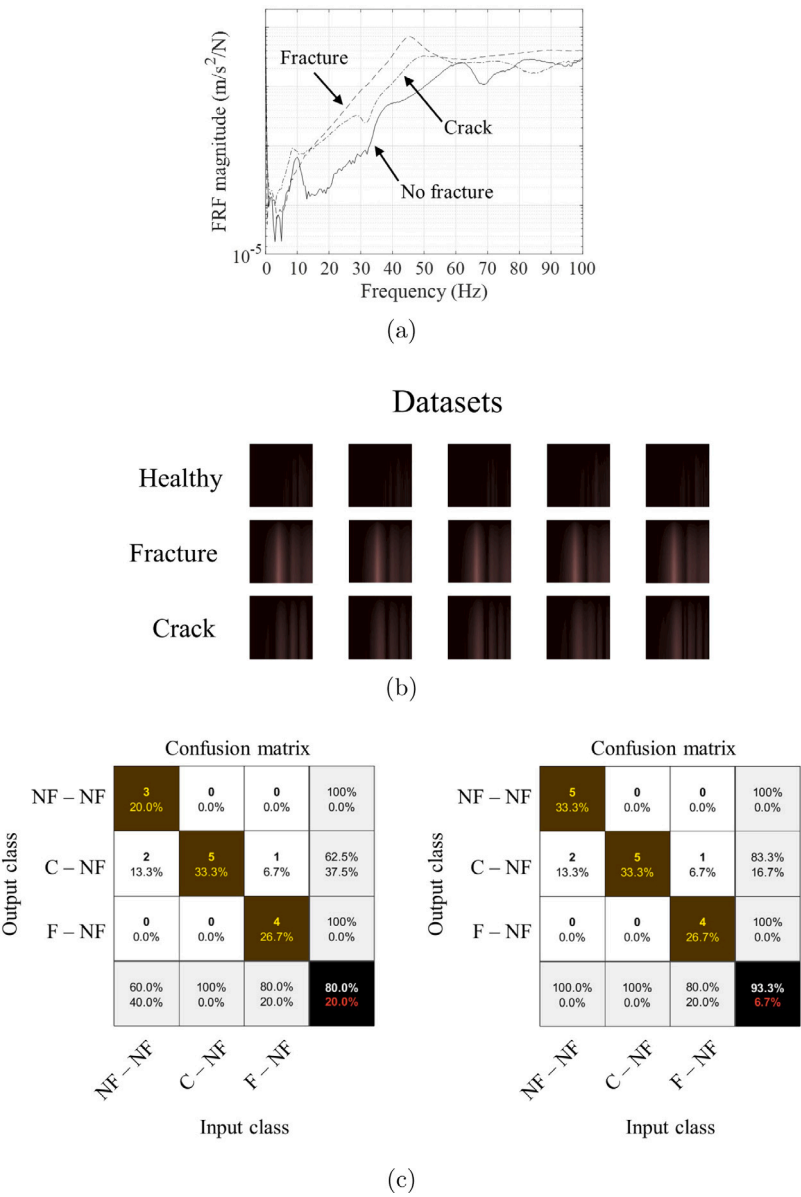 FRF magnitude (m/s²/N)
Fracture
Crack
No fracture
10⁻⁵
0 10 20 30 40 50 60 70 80 90 100
Frequency (Hz)
(a)
Datasets
Healthy
Fracture
Crack
(b)
Confusion matrix
Output class
NF – NF
3 0 0 100%
20.0% 0.0% 0.0% 0.0%
C – NF
2 5 1 62.5%
13.3% 33.3% 6.7% 37.5%
F – NF
0 0 4 100%
0.0% 0.0% 26.7% 0.0%
60.0% 100% 80.0% 80.0%
40.0% 0.0% 20.0% 20.0%
NF – NF C – NF F – NF
Input class
Confusion matrix
Output class
NF – NF
5 0 0 100%
33.3% 0.0% 0.0% 0.0%
C – NF
2 5 1 83.3%
13.3% 33.3% 6.7% 16.7%
F – NF
0 0 4 100%
0.0% 0.0% 26.7% 0.0%
100.0% 100% 80.0% 93.3%
0.0% 0.0% 20.0% 6.7%
NF – NF C – NF F – NF
Input class
(c)